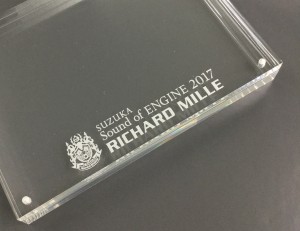 SUZUKA
Sound of ENGINE 2017
RICHARD MILLE